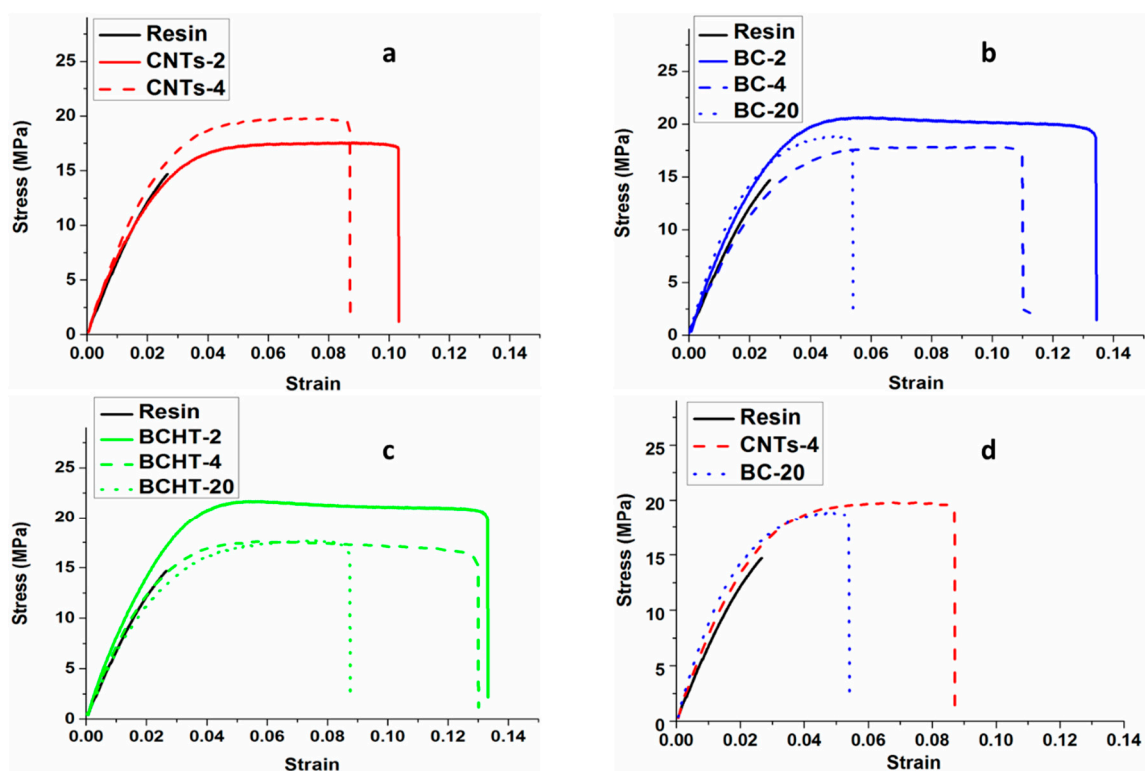 Resin
CNTs-2
CNTs-4
a
25
20
15
10
5
0
Stress (MPa)
0.00 0.02 0.04 0.06 0.08 0.10 0.12 0.14
Strain
Resin
BC-2
BC-4
BC-20
b
25
20
15
10
5
0
Stress (MPa)
0.00 0.02 0.04 0.06 0.08 0.10 0.12 0.14
Strain
Resin
BCHT-2
BCHT-4
BCHT-20
c
25
20
15
10
5
0
Stress (MPa)
0.00 0.02 0.04 0.06 0.08 0.10 0.12 0.14
Strain
Resin
CNTs-4
BC-20
d
25
20
15
10
5
0
Stress (MPa)
0.00 0.02 0.04 0.06 0.08 0.10 0.12 0.14
Strain